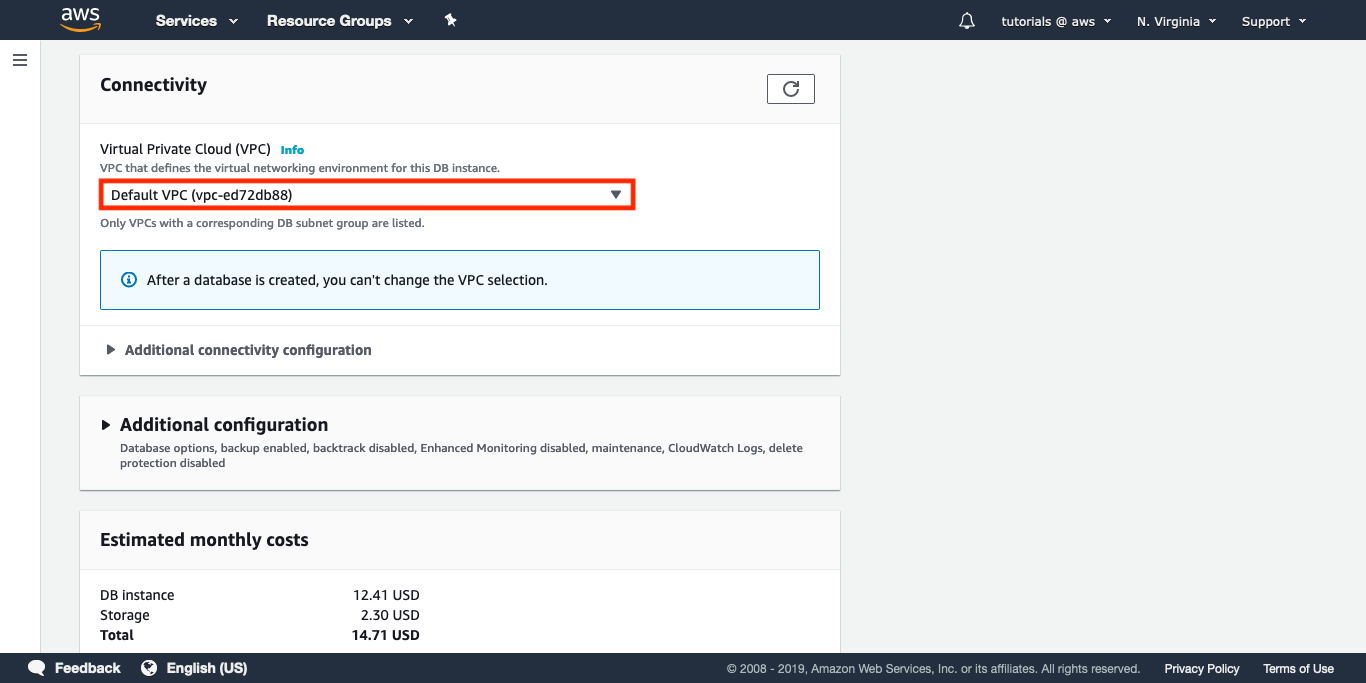 aws Services Resource Groups tutorials @ aws N. Virginia Support
Connectivity
Virtual Private Cloud (VPC) Info
VPC that defines the virtual networking environment for this DB instance.
Default VPC (vpc-ed72db88)
Only VPCs with a corresponding DB subnet group are listed.
After a database is created, you can't change the VPC selection.
Additional connectivity configuration
Additional configuration
Database options, backup enabled, backtrack disabled, Enhanced Monitoring disabled, maintenance, CloudWatch Logs, delete
protection disabled
Estimated monthly costs
DB instance 12.41 USD
Storage 2.30 USD
Total 14.71 USD
Feedback English (US) © 2008 - 2019, Amazon Web Services, Inc. or its affiliates. All rights reserved. Privacy Policy Terms of Use